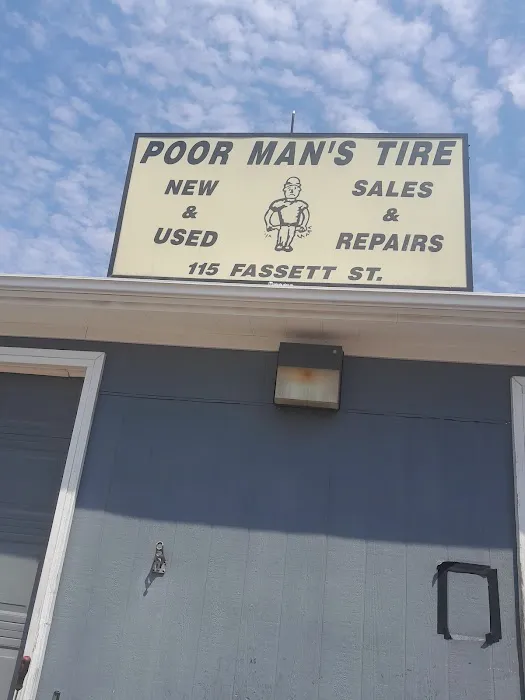 POOR MAN'S TIRE
NEW
&
USED
SALES
&
REPAIRS
115 FASSETT ST.